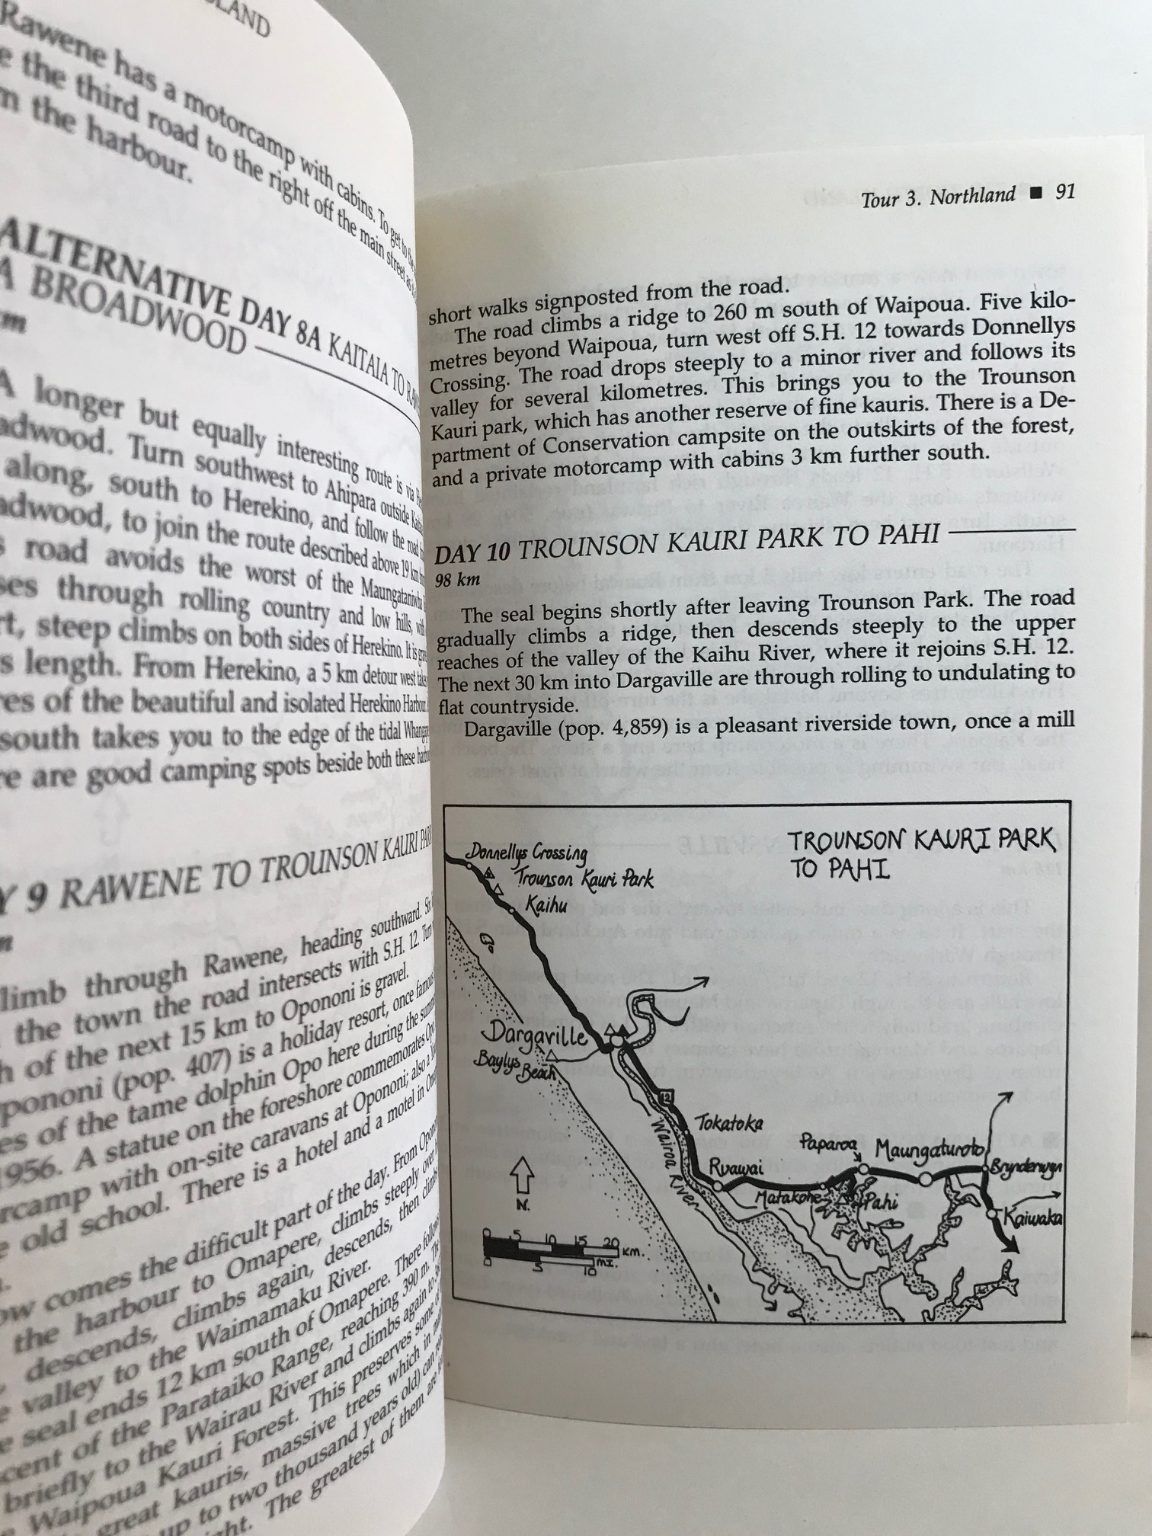 LAND
Rawene has a motorcamp with cabins. To get to the
the third road to the right off the main street as
the harbour.
ALTERNATIVE DAY 8A KAITAIA TO
BROADWOOD
A longer but equally interesting route is via
Turn southwest to Ahipara outside
along, south to Herekino, and follow the road
to join the route described above 19 km
road avoids the worst of the Maungataniwha
through rolling country and low hills, with
steep climbs on both sides of Herekino. It is
length. From Herekino, a 5 km detour west takes
of the beautiful and isolated Herekino Harbour.
south takes you to the edge of the tidal
are good camping spots beside both these
9 RAWENE TO TROUNSON KAURI PARK
through Rawene, heading southward.
the town the road intersects with S.H. 12. Turn
of the next 15 km to Opononi is gravel.
(pop. 407) is a holiday resort, once famous
of the tame dolphin Opo here during the
1956. A statue on the foreshore commemorates
with on-site caravans at Opononi; also a
old school. There is a hotel and a motel in
comes the difficult part of the day. From
the harbour to Omapere, climbs steeply over
descends, climbs again, descends, then
valley to the Waimamaku River.
seal ends 12 km south of Omapere. There
of the Parataiko Range, reaching 390 m.
briefly to the Wairau River and climbs again to
Waipoua Kauri Forest. This preserves some
great kauris, massive trees which in
up to two thousand years old) can
The greatest of them are
Tour 3. Northland ■ 91
short walks signposted from the road.
The road climbs a ridge to 260 m south of Waipoua. Five kilo-
metres beyond Waipoua, turn west off S.H. 12 towards Donnellys
Crossing. The road drops steeply to a minor river and follows its
valley for several kilometres. This brings you to the Trounson
Kauri park, which has another reserve of fine kauris. There is a De-
partment of Conservation campsite on the outskirts of the forest,
and a private motorcamp with cabins 3 km further south.
DAY 10 TROUNSON KAURI PARK TO PAHI
98 km
The seal begins shortly after leaving Trounson Park. The road
gradually climbs a ridge, then descends steeply to the upper
reaches of the valley of the Kaihu River, where it rejoins S.H. 12.
The next 30 km into Dargaville are through rolling to undulating to
flat countryside.
Dargaville (pop. 4,859) is a pleasant riverside town, once a mill
TROUNSON KAURI PARK
TO PAHI
Donnellys Crossing
Trounson Kauri Park
Kaihu
Dargaville
Baylys Beach
12
Tokatoka
Wairoa River
Ruawai
Paparoa
Maungaturoto
Brynderwyn
Matakohe
Pahi
Kaiwaka
N.
0 5 10 15 20 km.
0 5 10 mi.